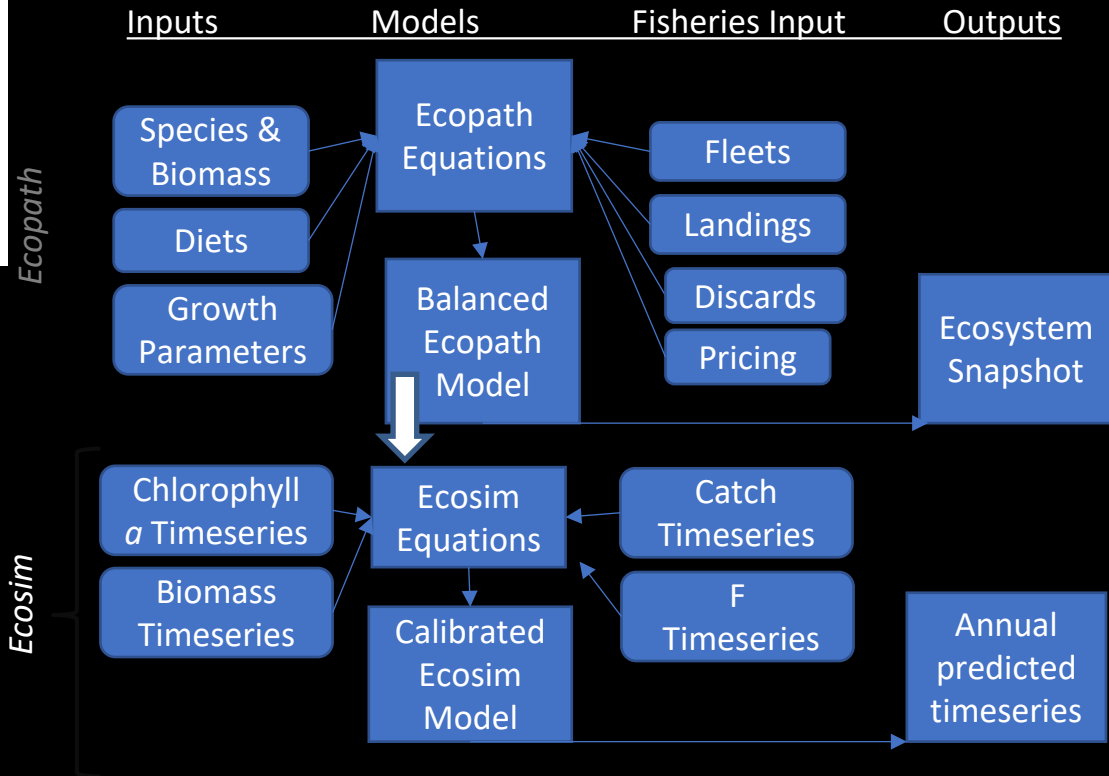 Inputs
Models
Fisheries Input
Outputs
Ecopath
Species &
Biomass
Diets
Growth
Parameters
Ecopath
Equations
Balanced
Ecopath
Model
Fleets
Landings
Discards
Pricing
Ecosystem
Snapshot
Ecosim
Chlorophyll
a Timeseries
Biomass
Timeseries
Ecosim
Equations
Calibrated
Ecosim
Model
Catch
Timeseries
F
Timeseries
Annual
predicted
timeseries